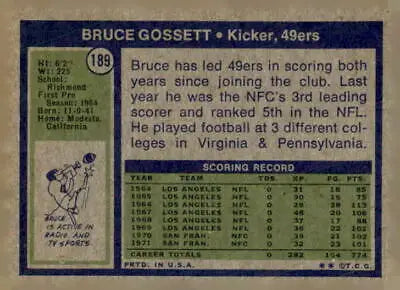 BRUCE GOSSETT • Kicker, 49ers
189
Ht: 6'2"
Wt: 225
School: Richmond
First Pro
Season: 1964
Born: 11-9-41
Home: Modesto,
California
Bruce has led 49ers in scoring both
years since joining the club. Last
year he was the NFC's 3rd leading
scorer and ranked 5th in the NFL.
He played football at 3 different col-
leges in Virginia & Pennsylvania.
BRUCE
IS ACTIVE
IN
RADIO AND
TV SPORTS
SCORING RECORD
YEAR TEAM TDS. XP. FG. PTS.
1964 LOS ANGELES NFL 0 31 18 85
1965 LOS ANGELES NFL 0 30 15 75
1966 LOS ANGELES NFL 0 29 28 113
1967 LOS ANGELES NFL 0 48 20 108
1968 LOS ANGELES NFL 0 37 17 88
1969 LOS ANGELES NFL 0 36 22 102
1970 SAN FRAN. NFC 0 39 21 102
1971 SAN FRAN. NFC 0 32 23 101
CAREER TOTALS 0 282 164 774
PRTD. IN U.S.A.
** © T.C.G.